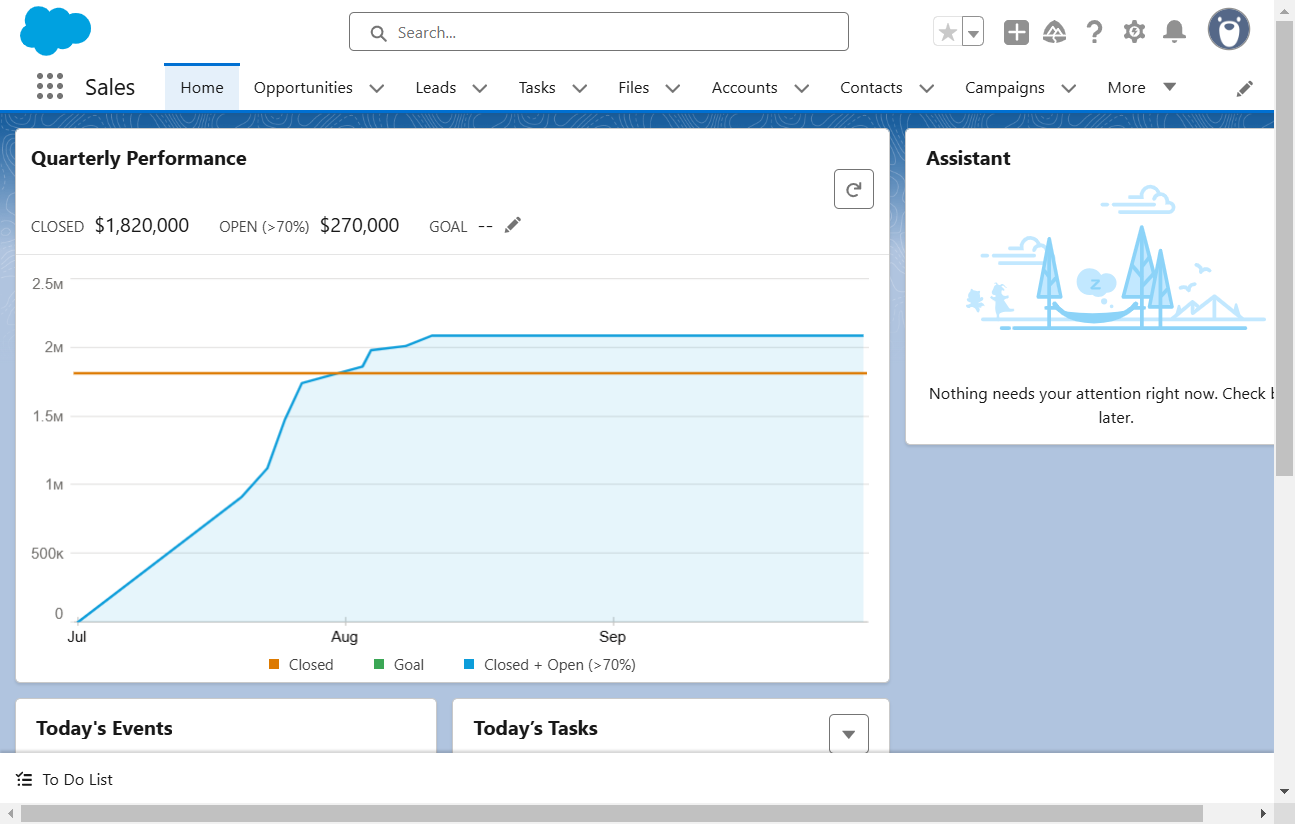 Search...
Sales
Home
Opportunities
Leads
Tasks
Files
Accounts
Contacts
Campaigns
More
Quarterly Performance
CLOSED $1,820,000 OPEN (>70%) $270,000 GOAL --
2.5M
2M
1.5M
1M
500K
0
Jul Aug Sep
Closed Goal Closed + Open (>70%)
Assistant
z
Nothing needs your attention right now. Check
later.
Today's Events
Today’s Tasks
To Do List